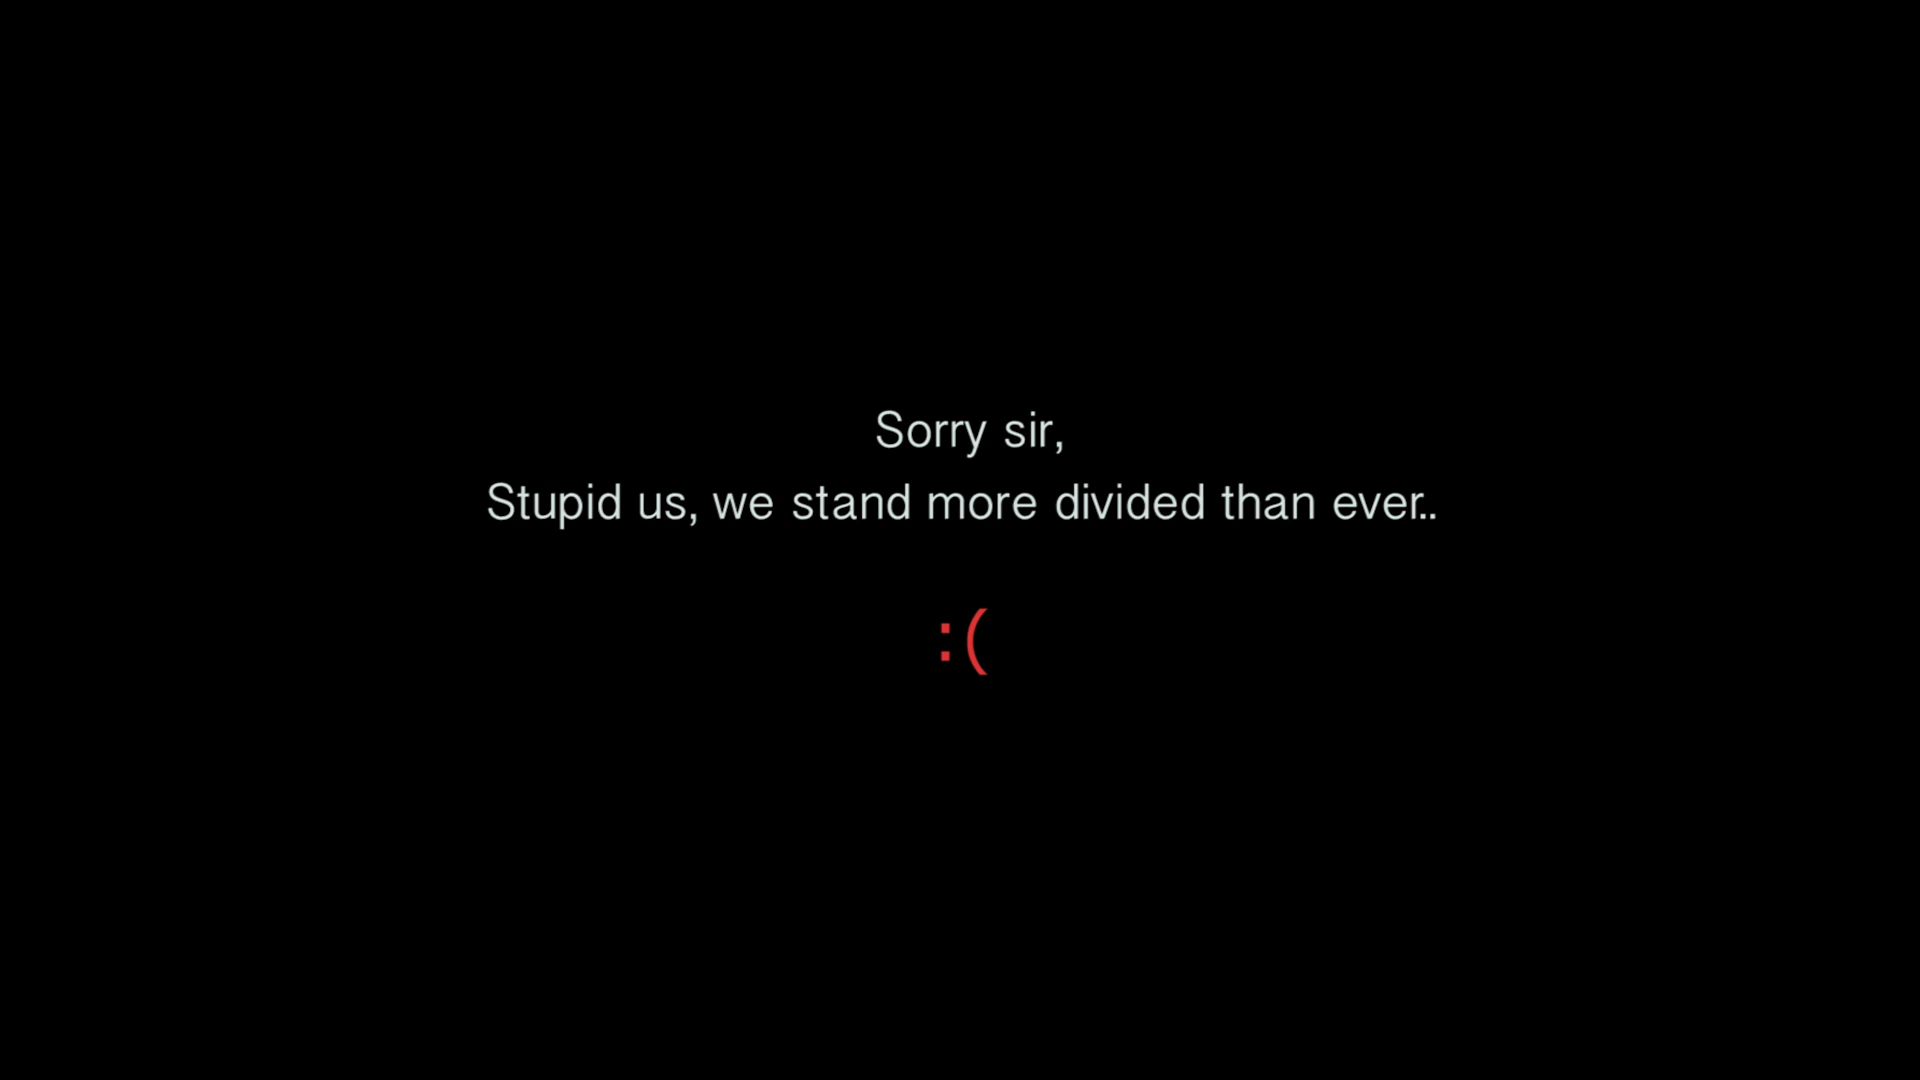 Sorry sir,
Stupid us, we stand more divided than ever..
:(